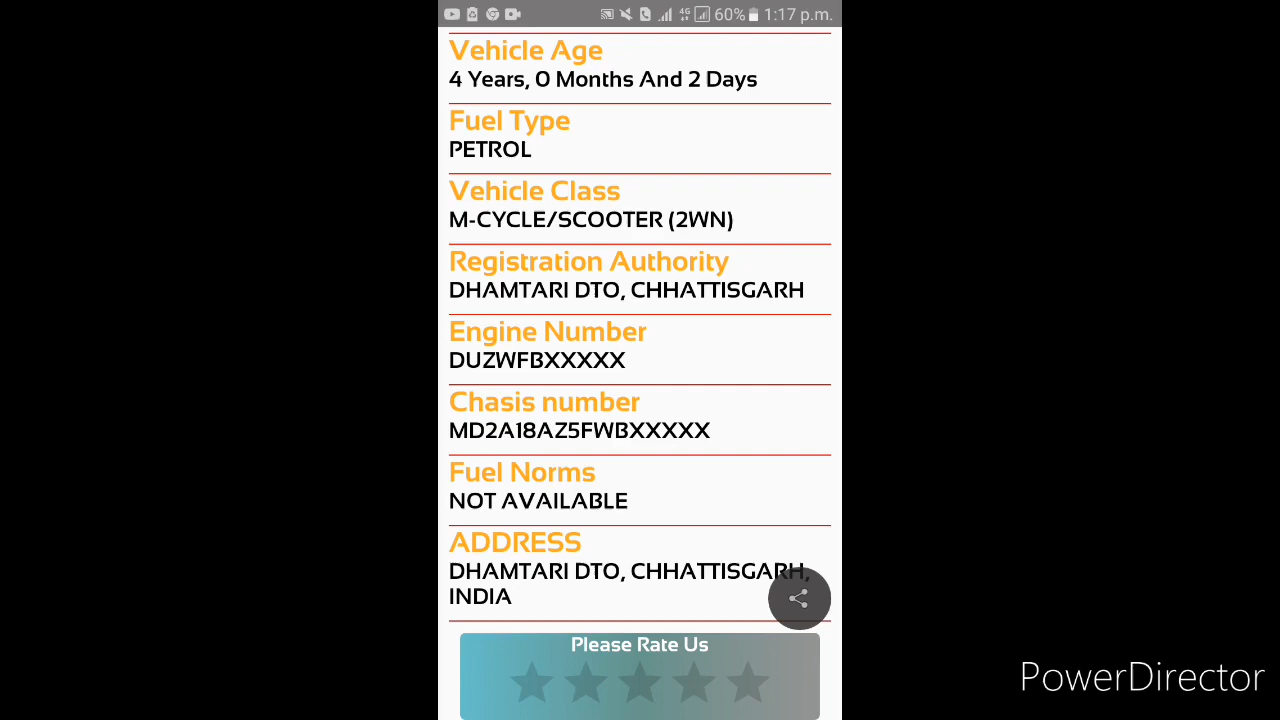 4G 60% 1:17 p.m.
Vehicle Age
4 Years, 0 Months And 2 Days
Fuel Type
PETROL
Vehicle Class
M-CYCLE/SCOOTER (2WN)
Registration Authority
DHAMTARI DTO, CHHATTISGARH
Engine Number
DUZWFBXXXXX
Chasis number
MD2A18AZ5FWBXXXXX
Fuel Norms
NOT AVAILABLE
ADDRESS
DHAMTARI DTO, CHHATTISGARH,
INDIA
Please Rate Us
PowerDirector